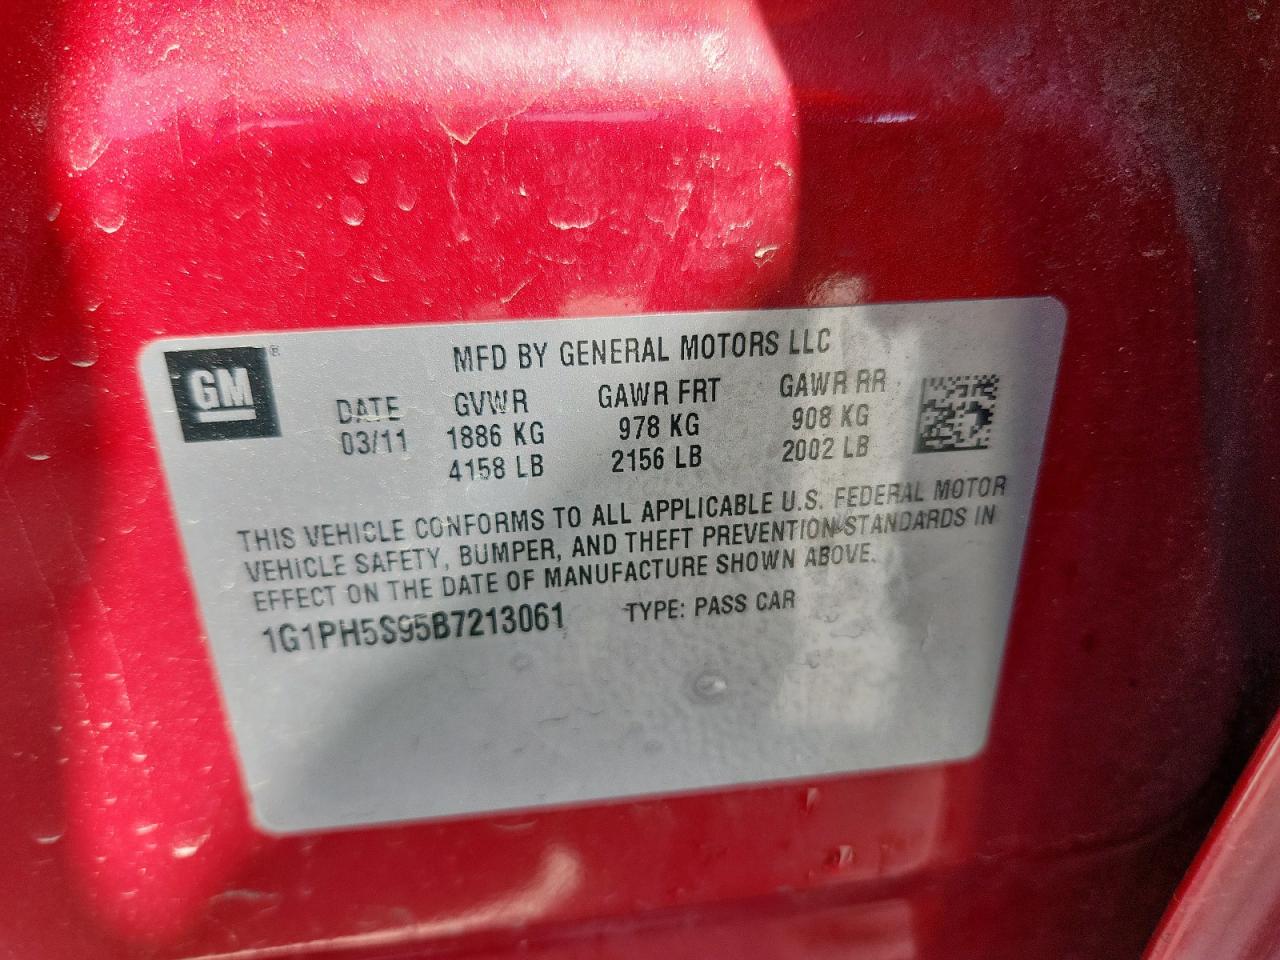 GM ®
MFD BY GENERAL MOTORS LLC
DATE GVWR GAWR FRT GAWR RR
03/11 1886 KG 978 KG 908 KG
4158 LB 2156 LB 2002 LB
THIS VEHICLE CONFORMS TO ALL APPLICABLE U.S. FEDERAL MOTOR
VEHICLE SAFETY, BUMPER, AND THEFT PREVENTION STANDARDS IN
EFFECT ON THE DATE OF MANUFACTURE SHOWN ABOVE.
1G1PH5S95B7213061 TYPE: PASS CAR